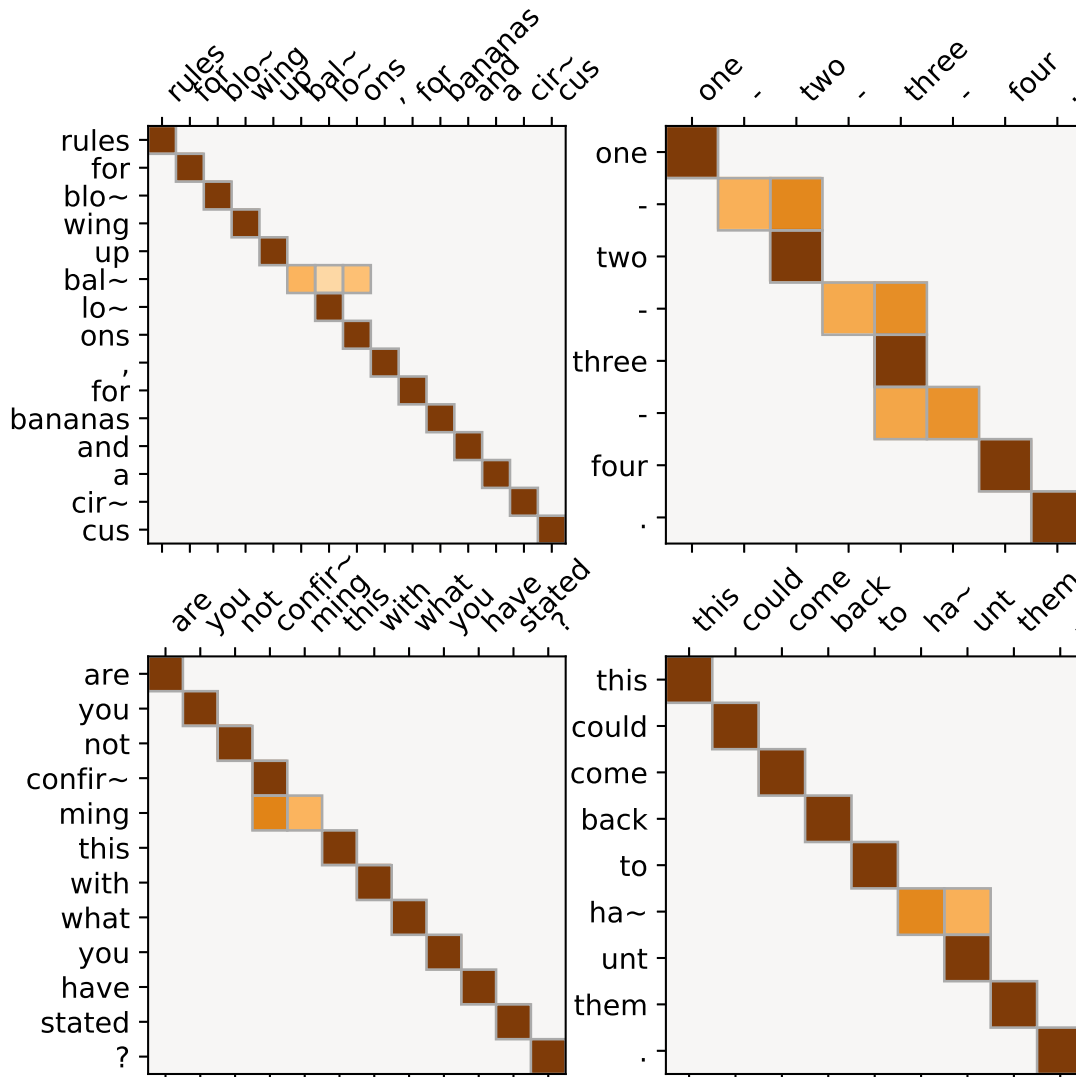 rules for blo~ wing up bal~ lo~ ons , for bananas and a cir~ cus
rules
for
blo~
wing
up
bal~
lo~
ons
,
for
bananas
and
a
cir~
cus
one - two - three - four .
one
-
two
-
three
-
four
.
are you not confir~ ming this with what you have stated ?
are
you
not
confir~
ming
this
with
what
you
have
stated
?
this could come back to ha~ unt them .
this
could
come
back
to
ha~
unt
them
.